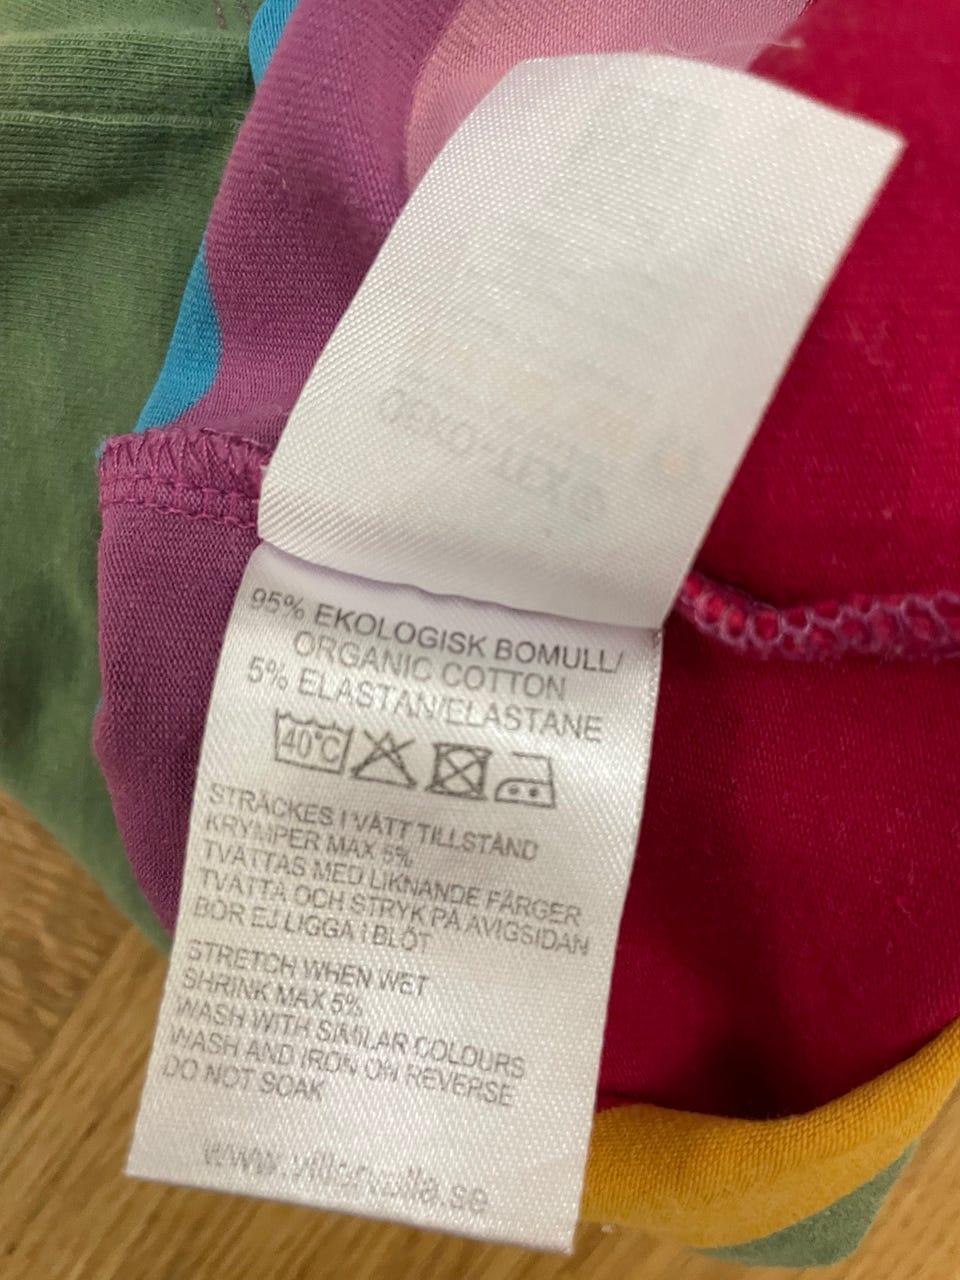 OEKO-TEX®
95% EKOLOGISK BOMULL/
ORGANIC COTTON
5% ELASTAN/ELASTANE
40°C
STRÄCKES I VÅTT TILLSTÅND
KRYMPER MAX 5%
TVÄTTAS MED LIKNANDE FÄRGER
TVÄTTA OCH STRYK PÅ AVIGSIDAN
BÖR EJ LIGGA I BLÖT
STRETCH WHEN WET
SHRINK MAX 5%
WASH WITH SIMILAR COLOURS
WASH AND IRON ON REVERSE
DO NOT SOAK
www.villervalla.se